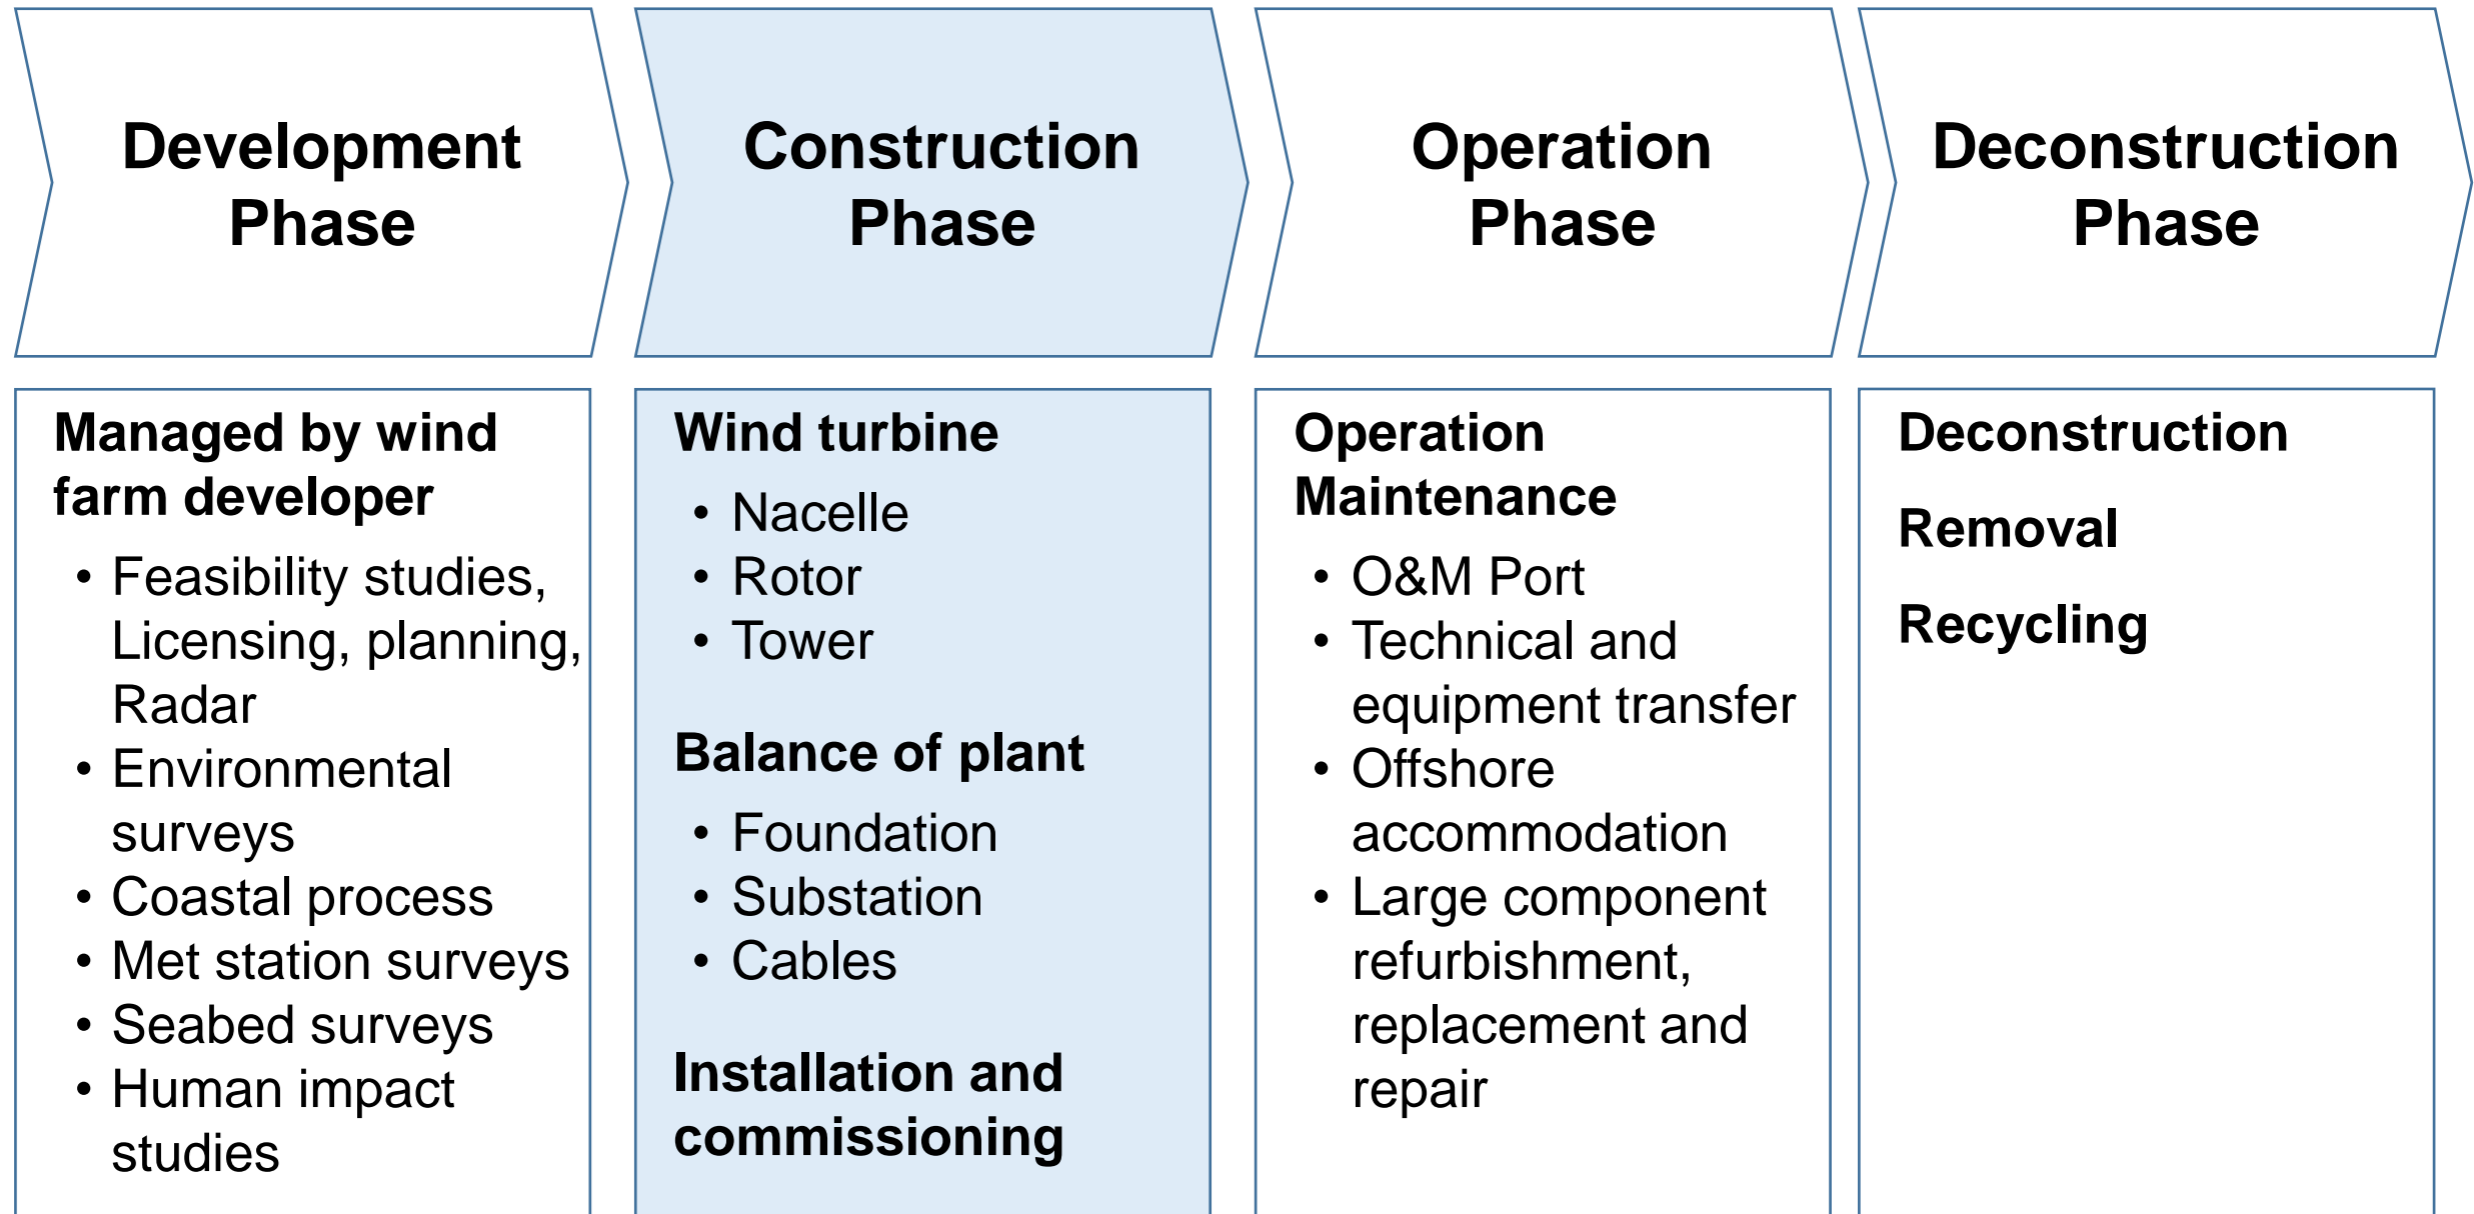 Development
Phase
Construction
Phase
Operation
Phase
Deconstruction
Phase
Managed by wind
farm developer
• Feasibility studies,
Licensing, planning,
Radar
• Environmental
surveys
• Coastal process
• Met station surveys
• Seabed surveys
• Human impact
studies
Wind turbine
• Nacelle
• Rotor
• Tower
Balance of plant
• Foundation
• Substation
• Cables
Installation and
commissioning
Operation
Maintenance
• O&M Port
• Technical and
equipment transfer
• Offshore
accommodation
• Large component
refurbishment,
replacement and
repair
Deconstruction
Removal
Recycling